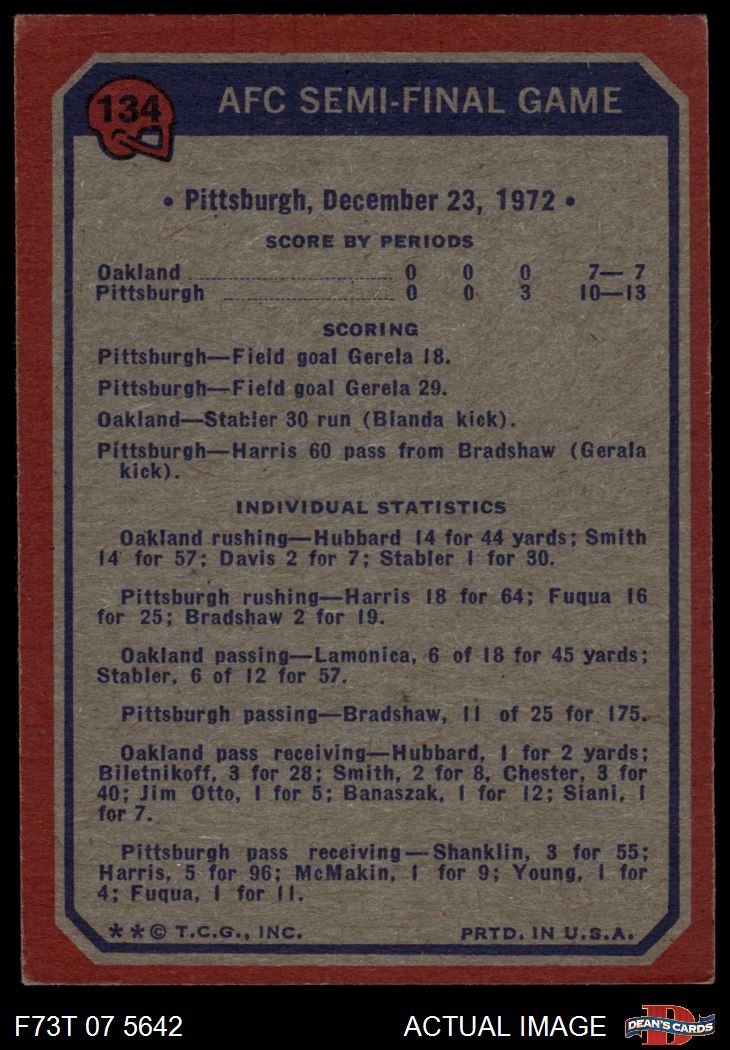 134
AFC SEMI-FINAL GAME
• Pittsburgh, December 23, 1972 •
SCORE BY PERIODS
Oakland ........................ 0 0 0 7— 7
Pittsburgh .................... 0 0 3 10—13
SCORING
Pittsburgh—Field goal Gerela 18.
Pittsburgh—Field goal Gerela 29.
Oakland—Stabler 30 run (Blanda kick).
Pittsburgh—Harris 60 pass from Bradshaw (Gerala
kick).
INDIVIDUAL STATISTICS
Oakland rushing—Hubbard 14 for 44 yards; Smith
14 for 57; Davis 2 for 7; Stabler 1 for 30.
Pittsburgh rushing—Harris 18 for 64; Fuqua 16
for 25; Bradshaw 2 for 19.
Oakland passing—Lamonica, 6 of 18 for 45 yards;
Stabler, 6 of 12 for 57.
Pittsburgh passing—Bradshaw, 11 of 25 for 175.
Oakland pass receiving—Hubbard, 1 for 2 yards;
Biletnikoff, 3 for 28; Smith, 2 for 8, Chester, 3 for
40; Jim Otto, 1 for 5; Banaszak, 1 for 12; Siani, 1
for 7.
Pittsburgh pass receiving—Shanklin, 3 for 55;
Harris, 5 for 96; McMakin, 1 for 9; Young, 1 for
4; Fuqua, 1 for 11.
**© T.C.G., INC. PRTD. IN U.S.A.
F73T 07 5642 ACTUAL IMAGE DEAN'S CARDS